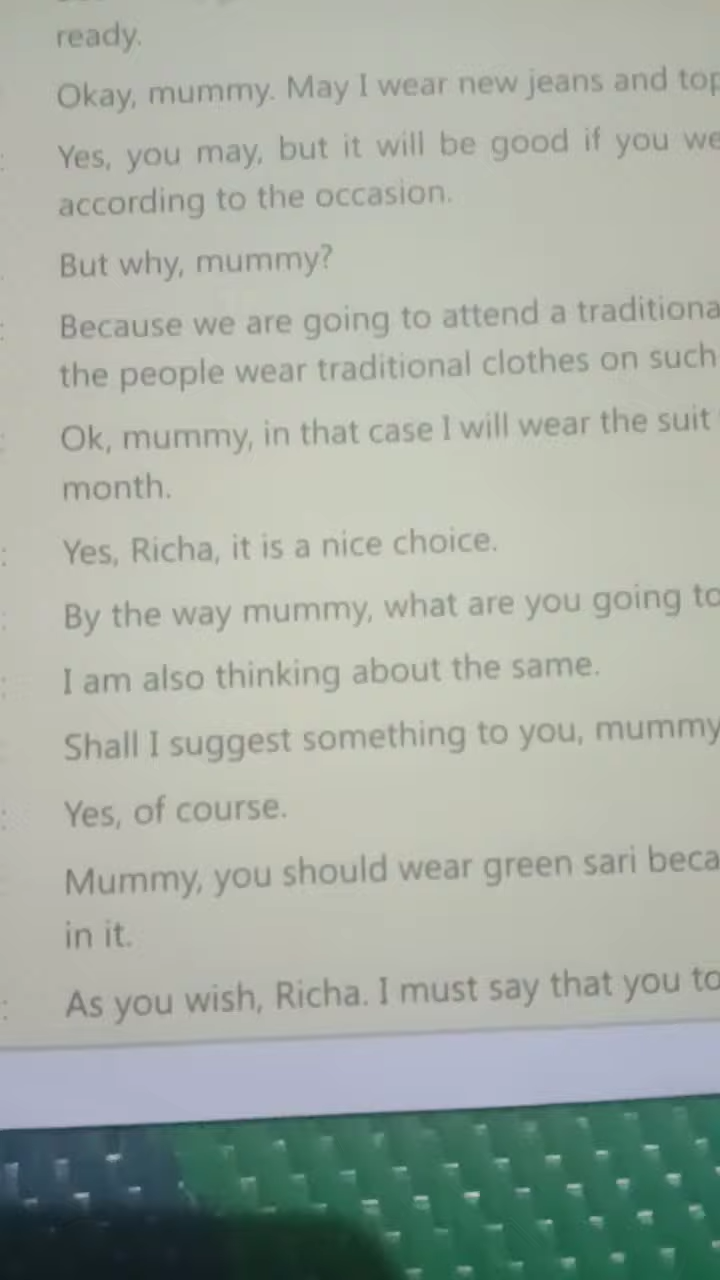 ready.
Okay, mummy. May I wear new jeans and top
: Yes, you may, but it will be good if you we
according to the occasion.
But why, mummy?
: Because we are going to attend a traditiona
the people wear traditional clothes on such
: Ok, mummy, in that case I will wear the suit
month.
: Yes, Richa, it is a nice choice.
: By the way mummy, what are you going to
: I am also thinking about the same.
Shall I suggest something to you, mummy
: Yes, of course.
Mummy, you should wear green sari beca
in it.
: As you wish, Richa. I must say that you to